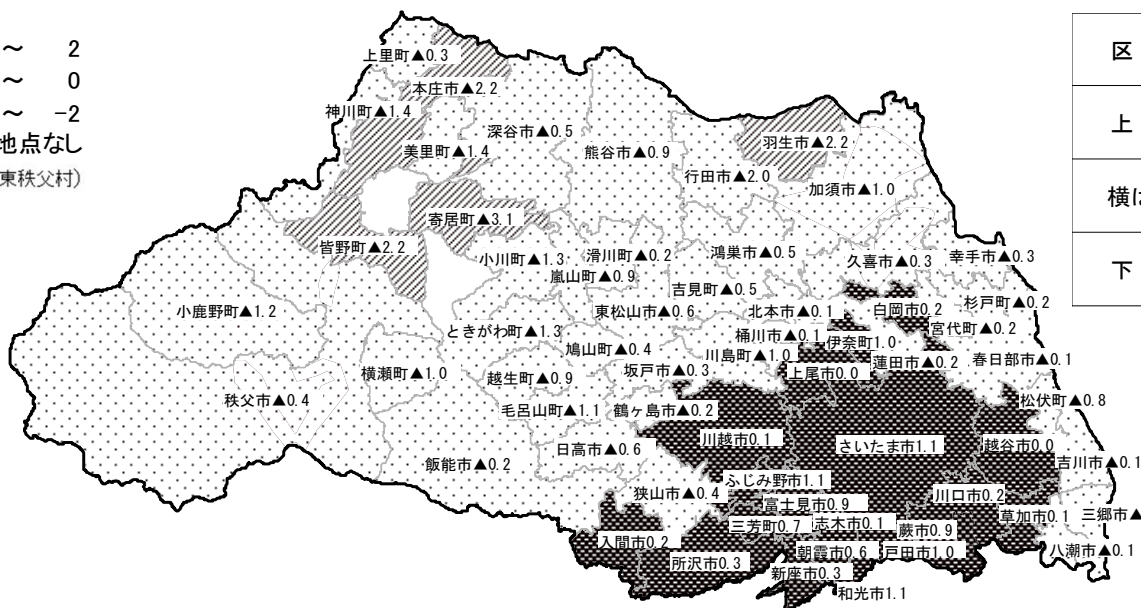 ～ 2
～ 0
～ -2
地点なし
東秩父村)
区
上
横ば
下
上里町▲0.3
本庄市▲2.2
神川町▲1.4
美里町▲1.4
深谷市▲0.5
熊谷市▲0.9
行田市▲2.0
羽生市▲2.2
加須市▲1.0
寄居町▲3.1
皆野町▲2.2
小川町▲1.3
滑川町▲0.2
嵐山町▲0.9
鴻巣市▲0.5
久喜市▲0.3
幸手市▲0.3
吉見町▲0.5
小鹿野町▲1.2
東松山市▲0.6
北本市▲0.1
白岡市0.2
杉戸町▲0.2
宮代町▲0.2
ときがわ町▲1.3
桶川市▲0.1
伊奈町1.0
鳩山町▲0.4
川島町▲1.0
上尾市0.0
蓮田市▲0.2
春日部市▲0.1
横瀬町▲1.0
越生町▲0.9
坂戸市▲0.3
秩父市▲0.4
毛呂山町▲1.1
鶴ヶ島市▲0.2
松伏町▲0.8
川越市0.1
さいたま市1.1
越谷市0.0
日高市▲0.6
飯能市▲0.2
吉川市▲0.1
ふじみ野市1.1
狭山市▲0.4
富士見市0.9
川口市0.2
草加市0.1
三郷市▲
三芳町0.7
志木市0.1
蕨市0.9
入間市0.2
朝霞市0.6
戸田市1.0
八潮市▲0.1
所沢市0.3
新座市0.3
和光市1.1